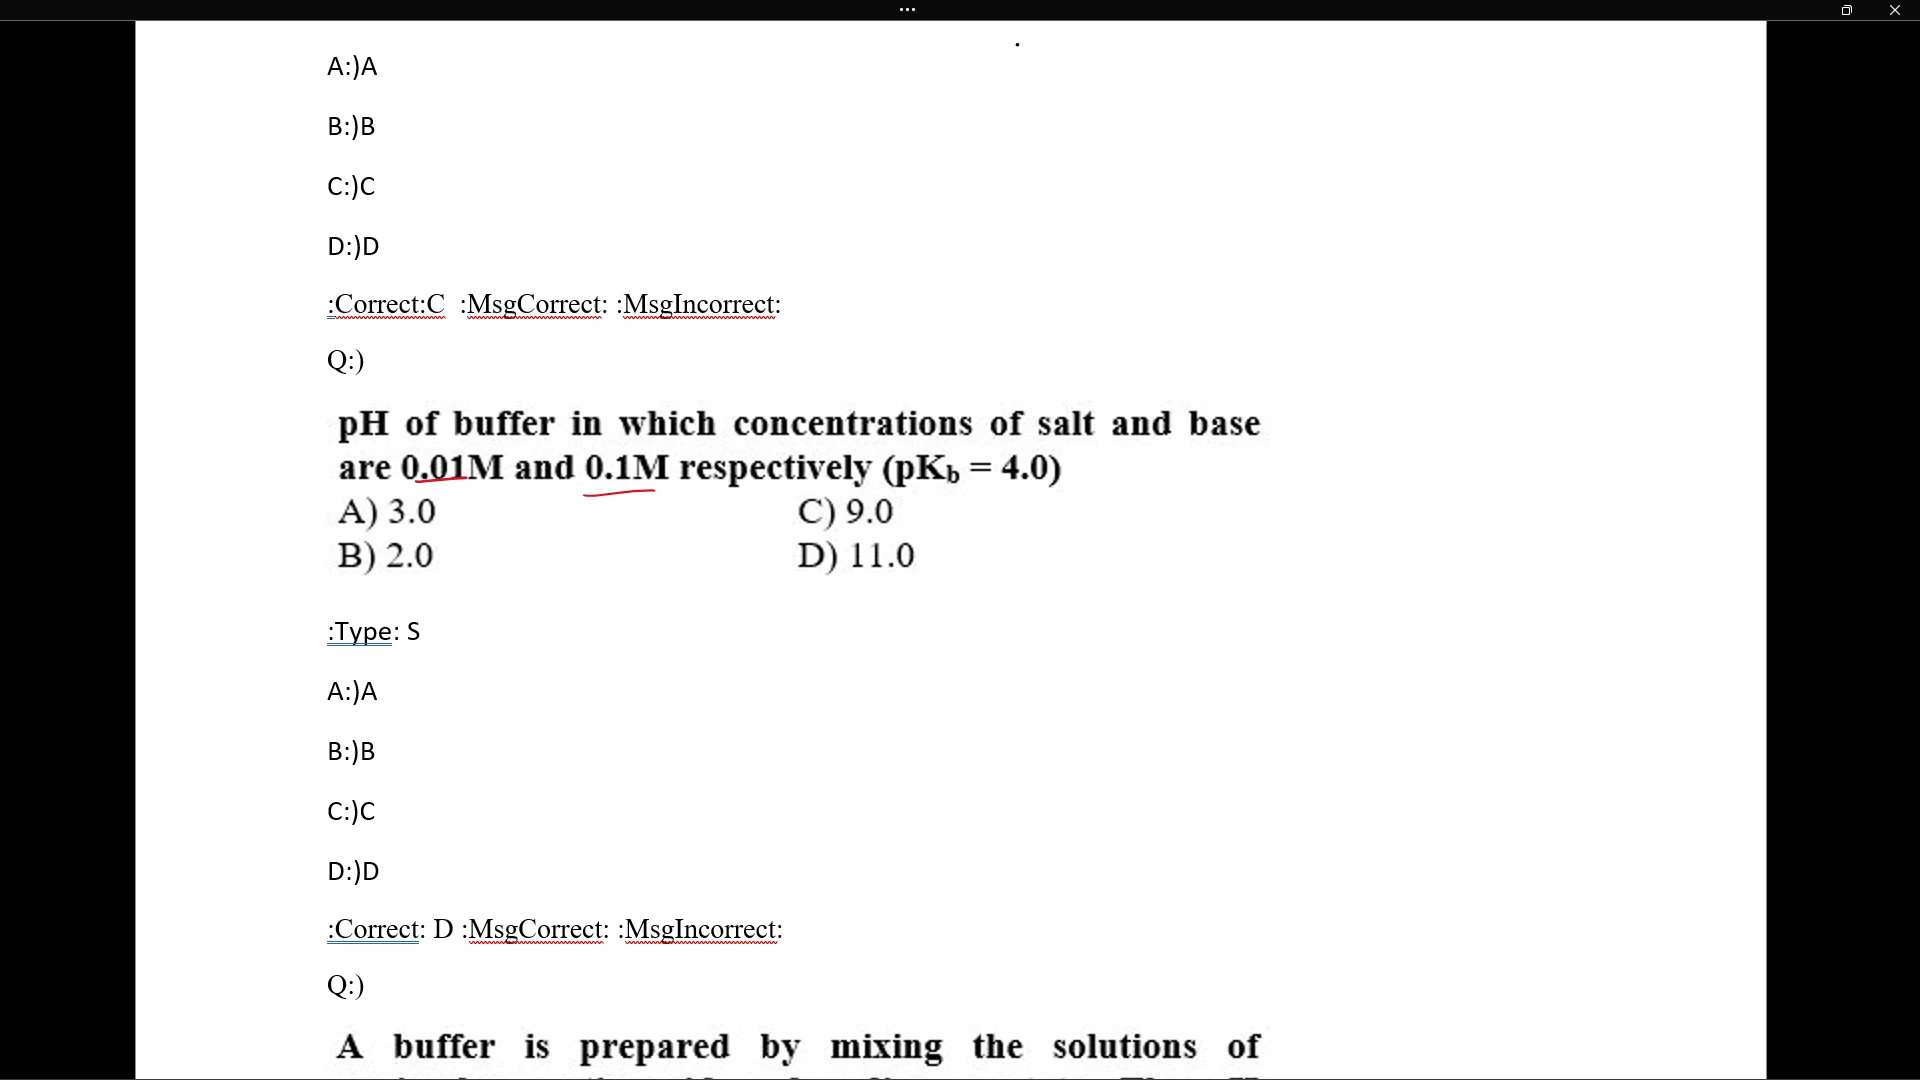 A:)A
B:)B
C:)C
D:)D
:Correct:C :MsgCorrect: :MsgIncorrect:
Q:)
pH of buffer in which concentrations of salt and base
are 0.01M and 0.1M respectively (pK_b = 4.0)
A) 3.0 C) 9.0
B) 2.0 D) 11.0
:Type: S
A:)A
B:)B
C:)C
D:)D
:Correct: D :MsgCorrect: :MsgIncorrect:
Q:)
A buffer is prepared by mixing the solutions of